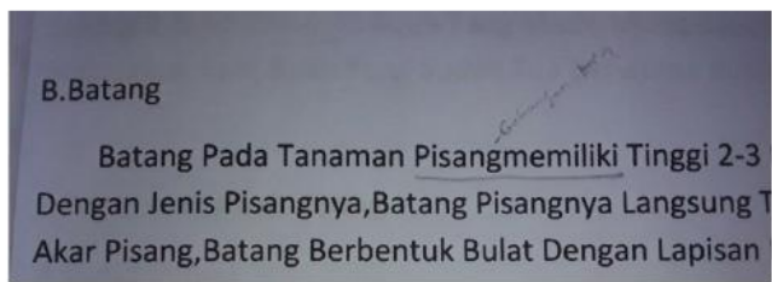 B.Batang
Batang Pada Tanaman Pisangmemiliki Tinggi 2-3
Dengan Jenis Pisangnya,Batang Pisangnya Langsung T
Akar Pisang,Batang Berbentuk Bulat Dengan Lapisan